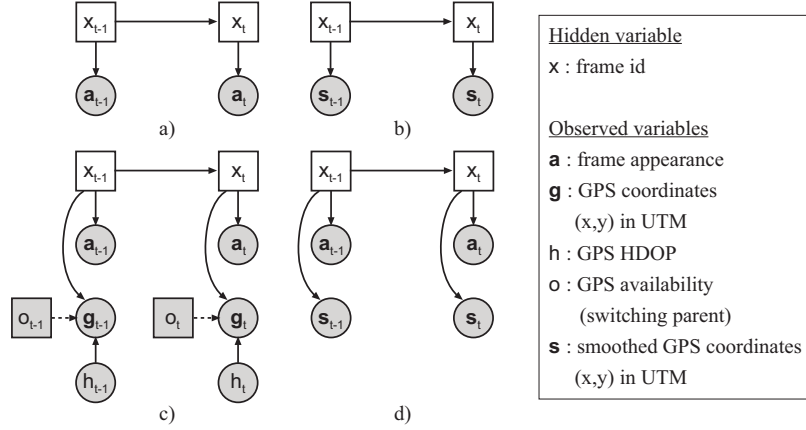 x_{t-1} x_t x_{t-1} x_t
a_{t-1} a_t s_{t-1} s_t
a) b)
x_{t-1} x_t x_{t-1} x_t
a_{t-1} a_t a_{t-1} a_t
o_{t-1} g_{t-1} o_t g_t s_{t-1} s_t
h_{t-1} h_t
c) d)
Hidden variable
x : frame id
Observed variables
a : frame appearance
g : GPS coordinates
(x,y) in UTM
h : GPS HDOP
o : GPS availability
(switching parent)
s : smoothed GPS coordinates
(x,y) in UTM